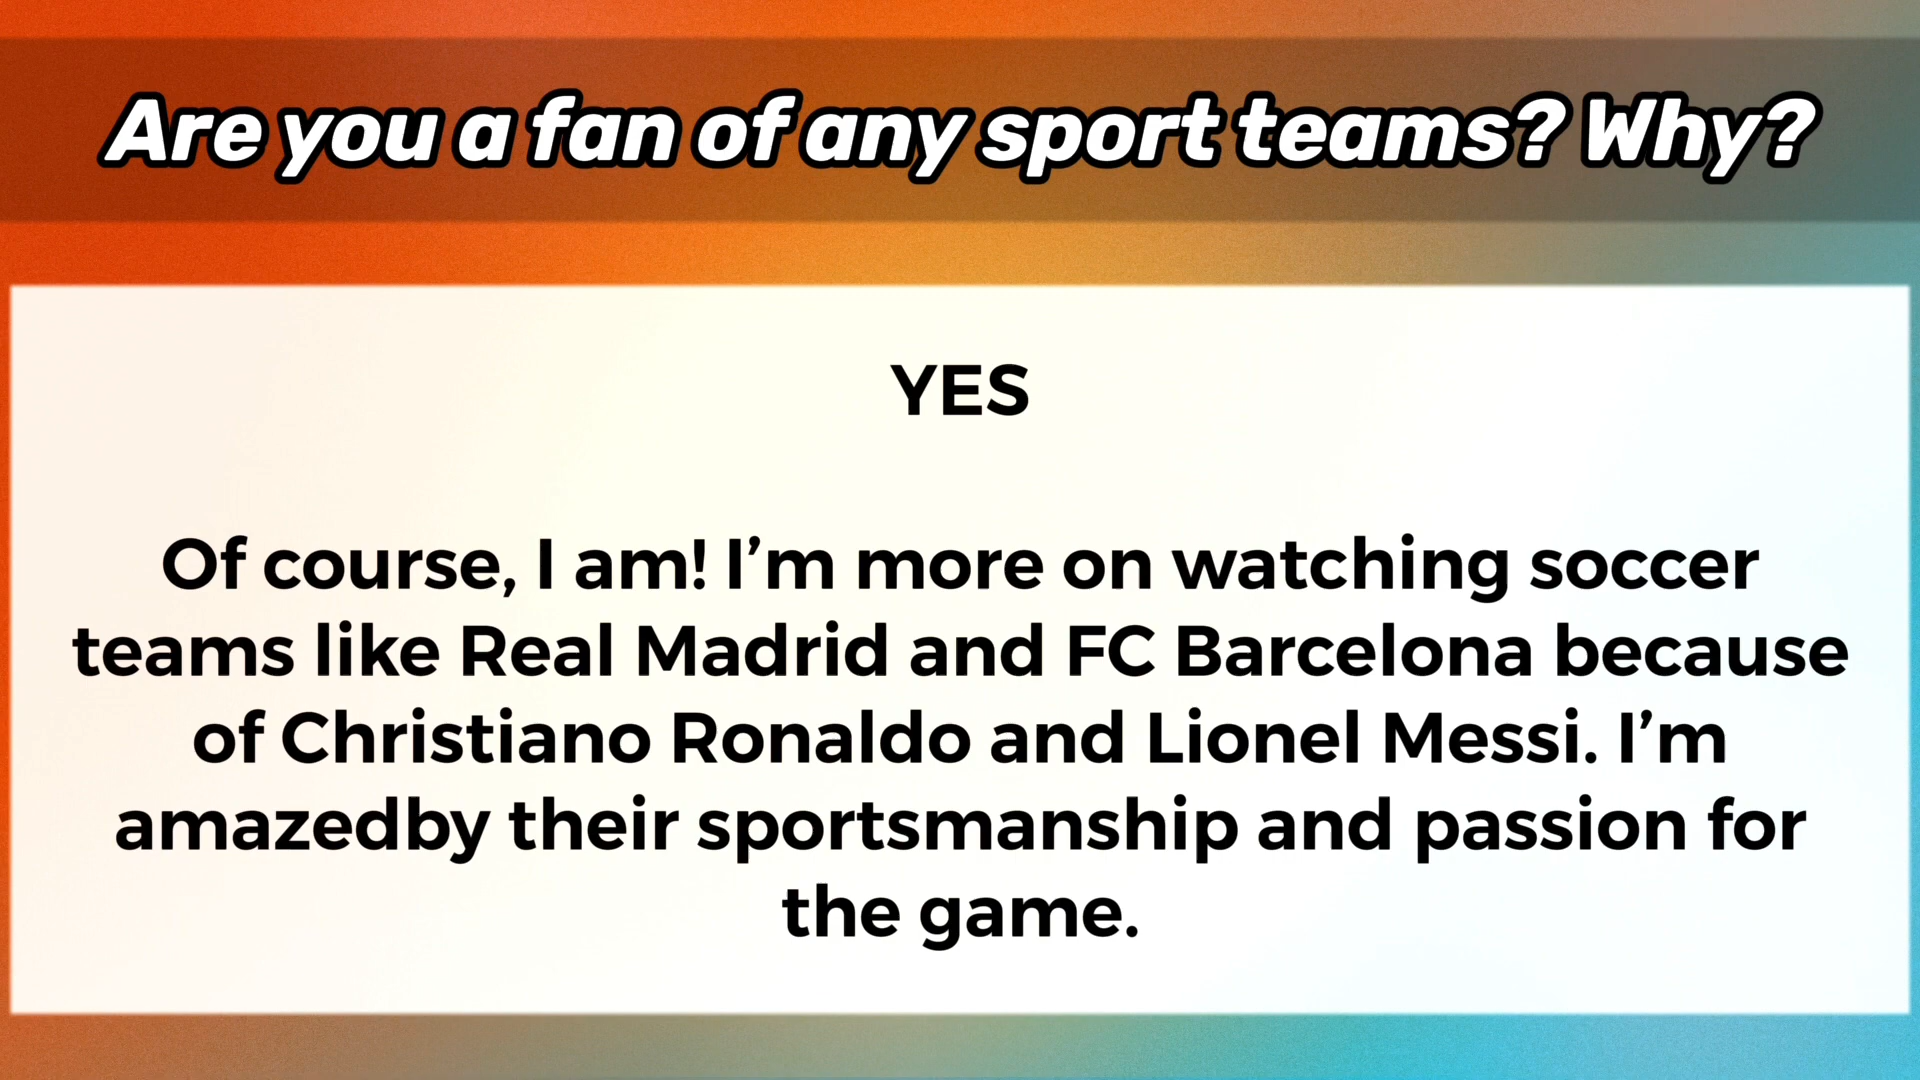 Are you a fan of any sport teams? Why?
YES
Of course, I am! I’m more on watching soccer
teams like Real Madrid and FC Barcelona because
of Christiano Ronaldo and Lionel Messi. I’m
amazedby their sportsmanship and passion for
the game.